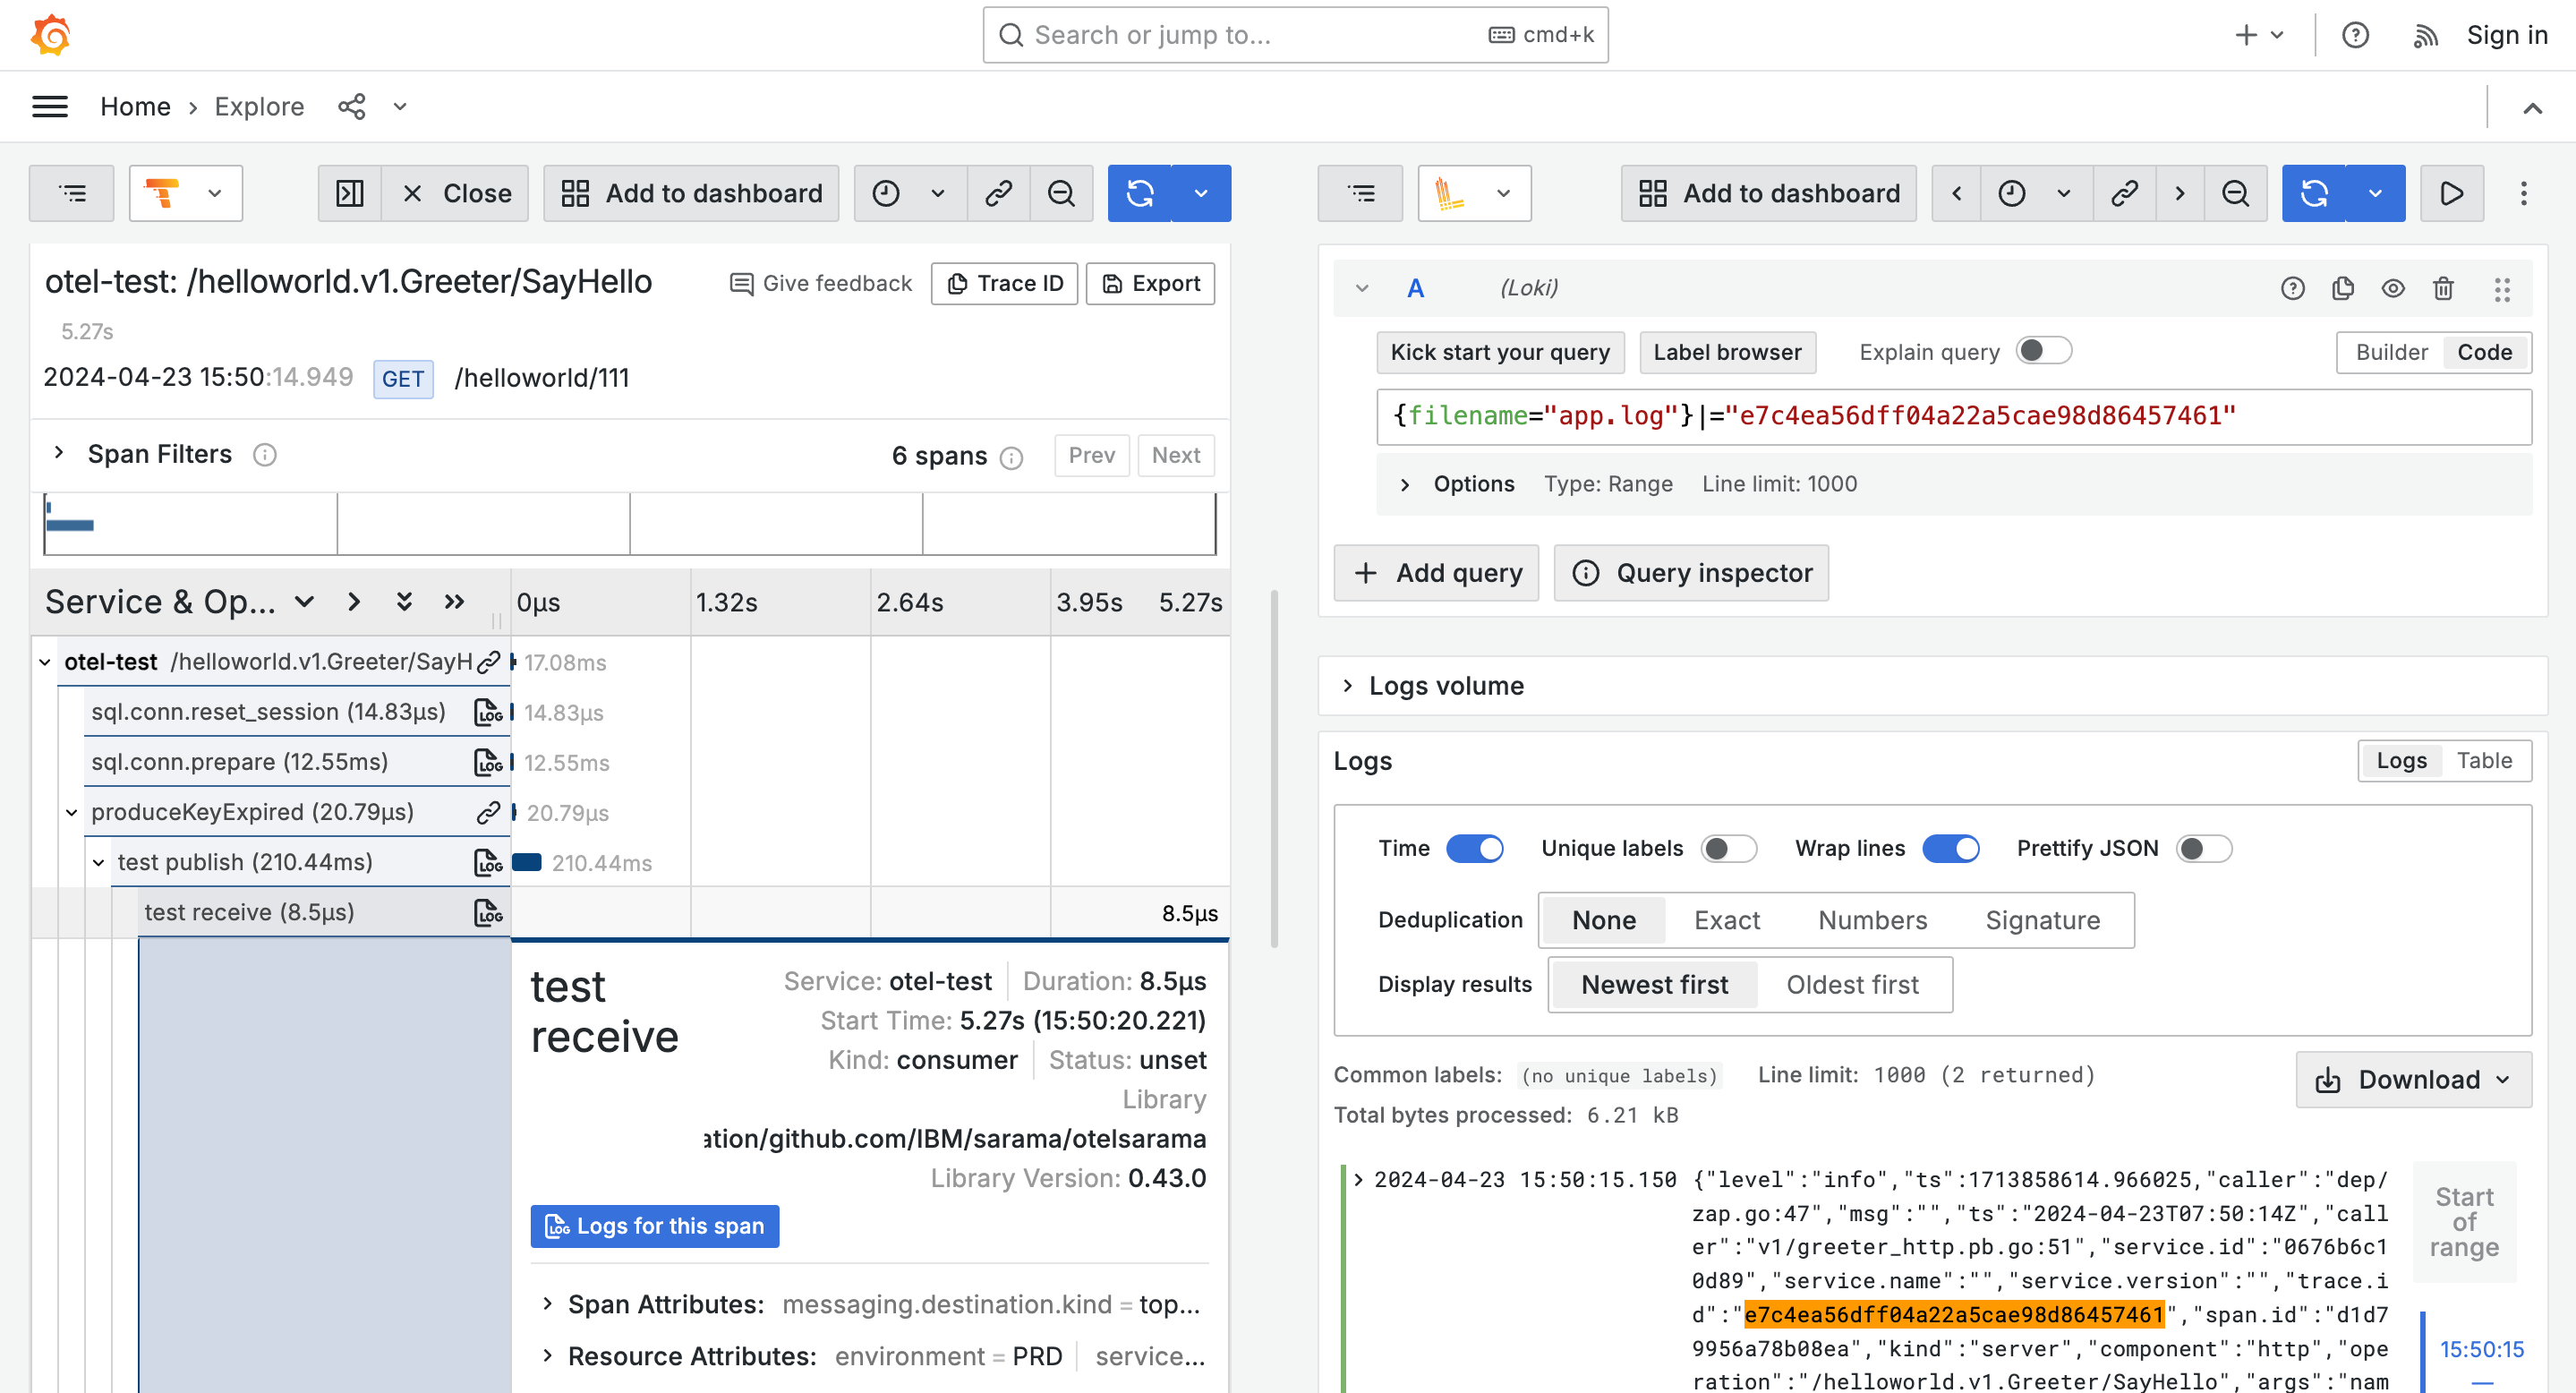 Search or jump to...
cmd+k
Sign in
Home
Explore
Close
Add to dashboard
otel-test: /helloworld.v1.Greeter/SayHello
Give feedback
Trace ID
Export
5.27s
2024-04-23 15:50:14.949
GET
/helloworld/111
Span Filters
6 spans
Prev
Next
Service & Op...
0μs
1.32s
2.64s
3.95s
5.27s
otel-test /helloworld.v1.Greeter/SayH
17.08ms
sql.conn.reset_session (14.83μs)
LOG
14.83μs
sql.conn.prepare (12.55ms)
LOG
12.55ms
produceKeyExpired (20.79μs)
20.79μs
test publish (210.44ms)
LOG
210.44ms
test receive (8.5μs)
LOG
8.5μs
test
receive
Service: otel-test
Duration: 8.5μs
Start Time: 5.27s (15:50:20.221)
Kind: consumer
Status: unset
Library
ation/github.com/IBM/sarama/otelsarama
Library Version: 0.43.0
LOG Logs for this span
Span Attributes: messaging.destination.kind = top...
Resource Attributes: environment = PRD
service...
Add to dashboard
A
(Loki)
Kick start your query
Label browser
Explain query
Builder
Code
{filename="app.log"}|="e7c4ea56dff04a22a5cae98d86457461"
Options
Type: Range
Line limit: 1000
Add query
Query inspector
Logs volume
Logs
Logs
Table
Time
Unique labels
Wrap lines
Prettify JSON
Deduplication
None
Exact
Numbers
Signature
Display results
Newest first
Oldest first
Common labels: (no unique labels)
Line limit: 1000 (2 returned)
Total bytes processed: 6.21 kB
Download
2024-04-23 15:50:15.150 {"level":"info","ts":1713858614.966025,"caller":"dep/
zap.go:47","msg":"","ts":"2024-04-23T07:50:14Z","call
er":"v1/greeter_http.pb.go:51","service.id":"0676b6c1
0d89","service.name":"","service.version":"","trace.i
d":"e7c4ea56dff04a22a5cae98d86457461","span.id":"d1d7
9956a78b08ea","kind":"server","component":"http","ope
ration":"/helloworld.v1.Greeter/SayHello","args":"nam
Start
of
range
15:50:15